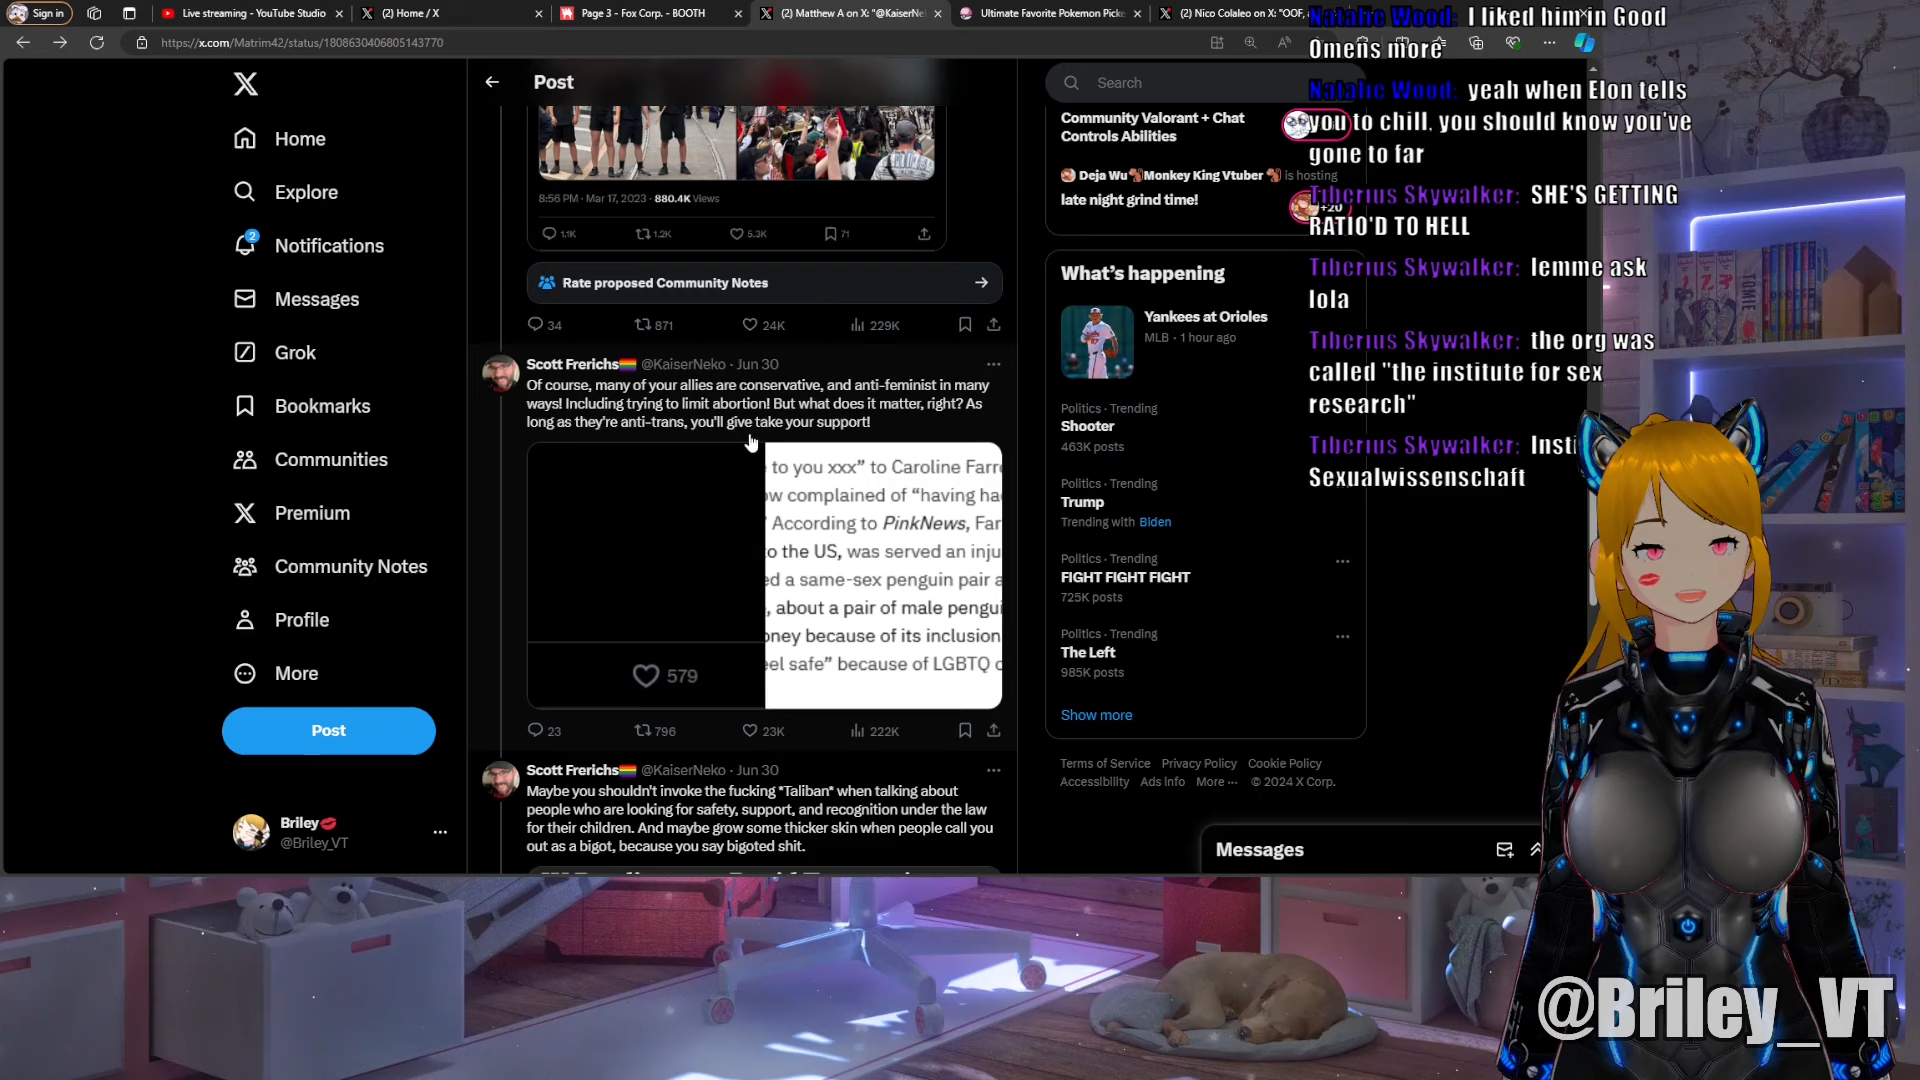 Sign in
Live streaming - YouTube Studio
(2) Home / X
Page 3 - Fox Corp. - BOOTH
(2) Matthew A on X: "@KaiserNe
Ultimate Favorite Pokemon Picke
(2) Nico Colaleo on X: "OOF,
https://x.com/Matrim42/status/1808630406805143770
Home
Explore
2
Notifications
Messages
Grok
Bookmarks
Communities
Premium
Community Notes
Profile
More
Post
Briley
@Briley_VT
Post
8:56 PM · Mar 17, 2023 · 880.4K Views
1.1K
1.2K
5.3K
71
Rate proposed Community Notes
34
871
24K
229K
Scott Frerichs @KaiserNeko · Jun 30
Of course, many of your allies are conservative, and anti-feminist in many
ways! Including trying to limit abortion! But what does it matter, right? As
long as they're anti-trans, you'll give take your support!
579
to you xxx" to Caroline Farr
ow complained of "having ha
According to PinkNews, Far
to the US, was served an inju
ed a same-sex penguin pair a
, about a pair of male pengui
oney because of its inclusion
eel safe" because of LGBTQ
23
796
23K
222K
Scott Frerichs @KaiserNeko · Jun 30
Maybe you shouldn't invoke the fucking *Taliban* when talking about
people who are looking for safety, support, and recognition under the law
for their children. And maybe grow some thicker skin when people call you
out as a bigot, because you say bigoted shit.
Search
Community Valorant + Chat
Controls Abilities
Deja Wu Monkey King Vtuber is hosting
late night grind time!
+20
What's happening
Yankees at Orioles
MLB · 1 hour ago
Politics · Trending
Shooter
463K posts
Politics · Trending
Trump
Trending with Biden
Politics · Trending
FIGHT FIGHT FIGHT
725K posts
Politics · Trending
The Left
985K posts
Show more
Terms of Service Privacy Policy Cookie Policy
Accessibility Ads info More ··· © 2024 X Corp.
Messages
Natalie Wood: I liked him in Good
Omens more
Natalie Wood: yeah when Elon tells
you to chill, you should know you've
gone to far
Tiberius Skywalker: SHE'S GETTING
RATIO'D TO HELL
Tiberius Skywalker: lemme ask
lola
Tiberius Skywalker: the org was
called "the institute for sex
research"
Tiberius Skywalker: Insti
Sexualwissenschaft
@Briley_VT